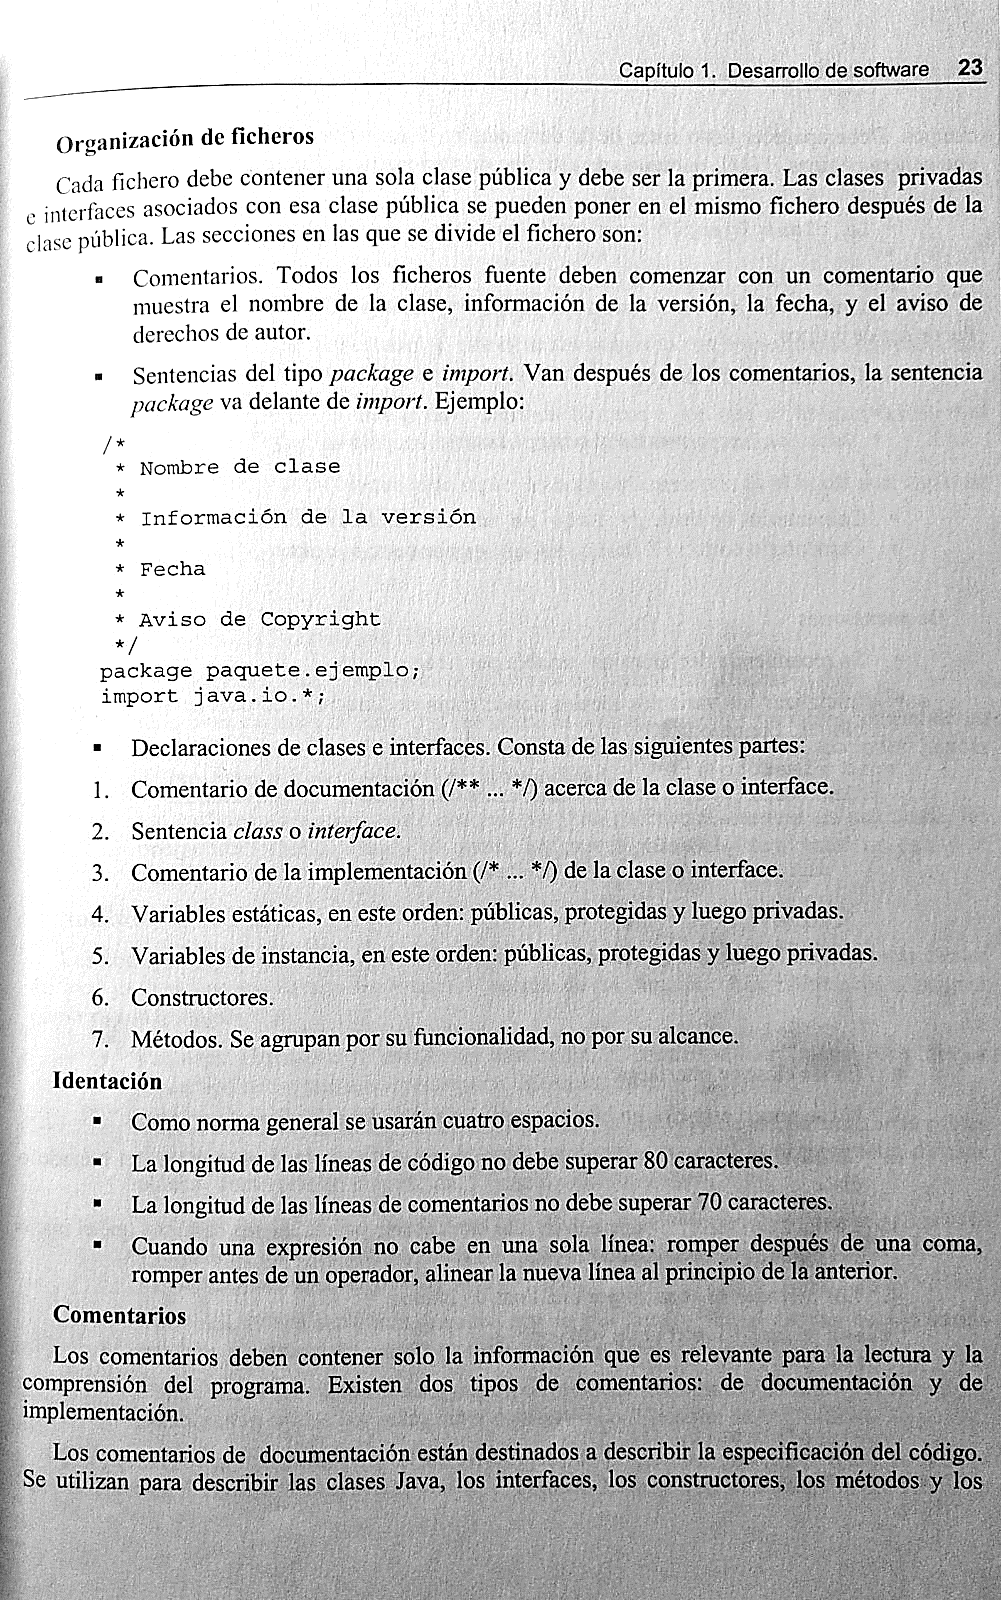 Capítulo 1. Desarrollo de software 23
Organización de ficheros
Cada fichero debe contener una sola clase pública y debe ser la primera. Las clases privadas
e interfaces asociados con esa clase pública se pueden poner en el mismo fichero después de la
clase pública. Las secciones en las que se divide el fichero son:
▪ Comentarios. Todos los ficheros fuente deben comenzar con un comentario que
muestra el nombre de la clase, información de la versión, la fecha, y el aviso de
derechos de autor.
▪ Sentencias del tipo package e import. Van después de los comentarios, la sentencia
package va delante de import. Ejemplo:
/*
* Nombre de clase
*
* Información de la versión
*
* Fecha
*
* Aviso de Copyright
*/
package paquete.ejemplo;
import java.io.*;
▪ Declaraciones de clases e interfaces. Consta de las siguientes partes:
1. Comentario de documentación (/** ... */) acerca de la clase o interface.
2. Sentencia class o interface.
3. Comentario de la implementación (/* ... */) de la clase o interface.
4. Variables estáticas, en este orden: públicas, protegidas y luego privadas.
5. Variables de instancia, en este orden: públicas, protegidas y luego privadas.
6. Constructores.
7. Métodos. Se agrupan por su funcionalidad, no por su alcance.
Identación
▪ Como norma general se usarán cuatro espacios.
▪ La longitud de las líneas de código no debe superar 80 caracteres.
▪ La longitud de las líneas de comentarios no debe superar 70 caracteres.
▪ Cuando una expresión no cabe en una sola línea: romper después de una coma,
romper antes de un operador, alinear la nueva línea al principio de la anterior.
Comentarios
Los comentarios deben contener solo la información que es relevante para la lectura y la
comprensión del programa. Existen dos tipos de comentarios: de documentación y de
implementación.
Los comentarios de documentación están destinados a describir la especificación del código.
Se utilizan para describir las clases Java, los interfaces, los constructores, los métodos y los